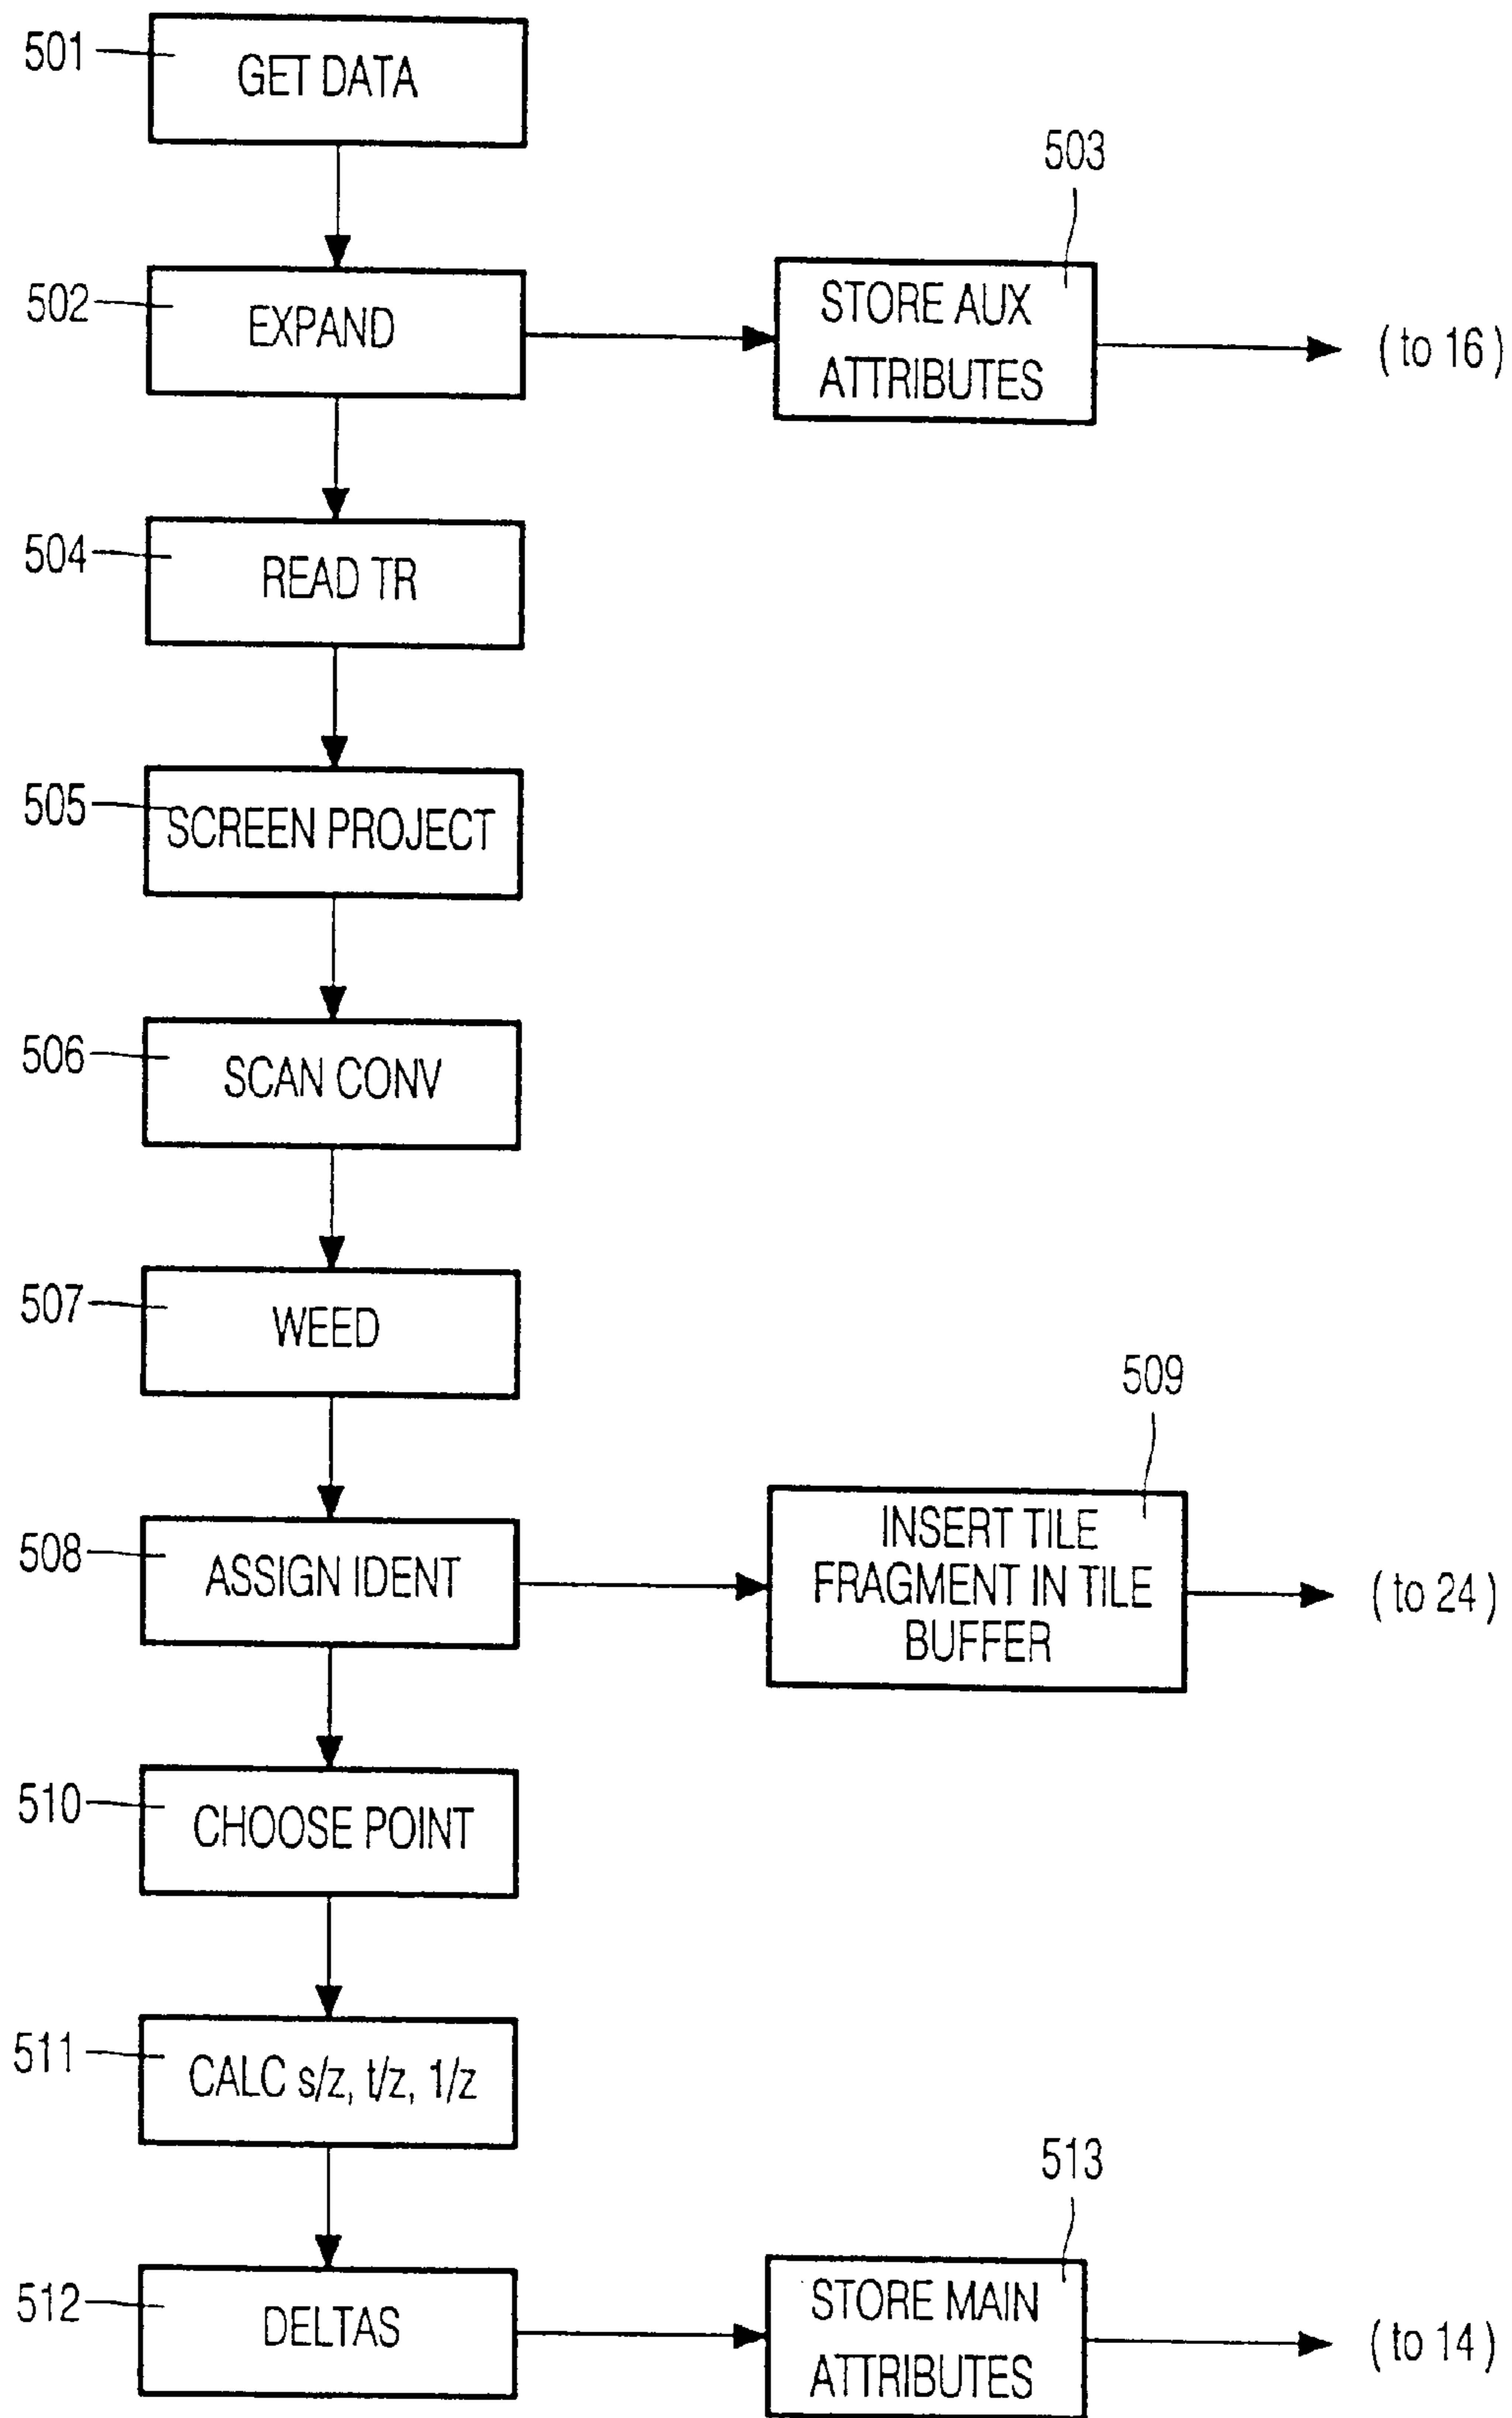 501
GET DATA
503
502
EXPAND
STORE AUX
ATTRIBUTES
( to 16 )
504
READ TR
505
SCREEN PROJECT
506
SCAN CONV
507
WEED
509
508
ASSIGN IDENT
INSERT TILE
FRAGMENT IN TILE
BUFFER
( to 24 )
510
CHOOSE POINT
511
CALC s/z, t/z, 1/z
513
512
DELTAS
STORE MAIN
ATTRIBUTES
( to 14 )